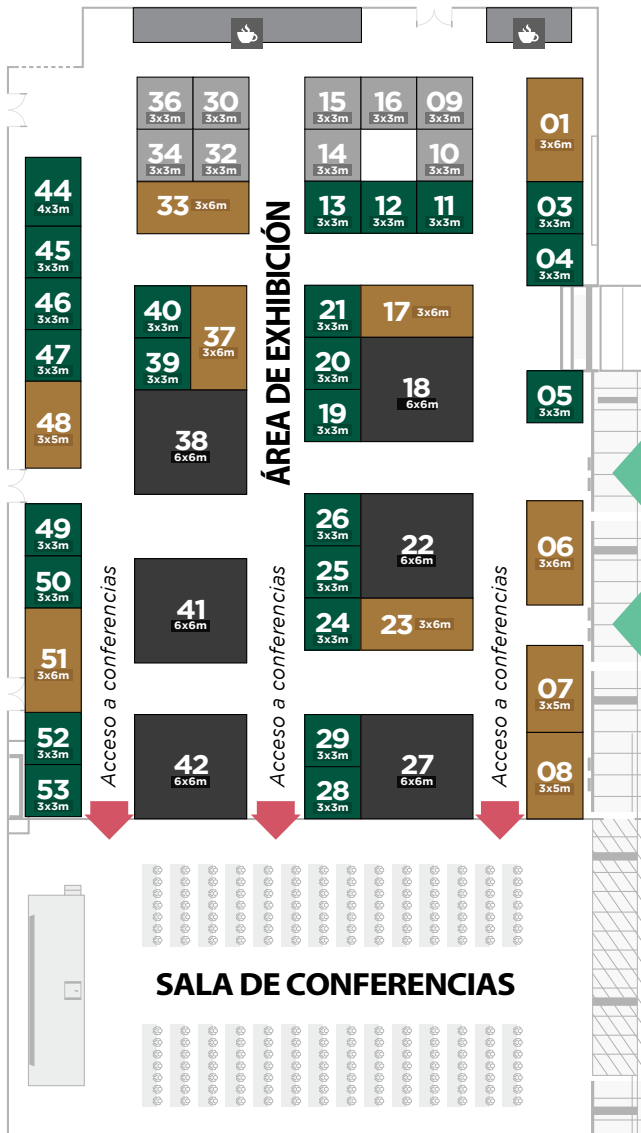 36
3x3m
30
3x3m
34
3x3m
32
3x3m
33 3x6m
15
3x3m
16
3x3m
09
3x3m
14
3x3m
10
3x3m
13
3x3m
12
3x3m
11
3x3m
01
3x6m
03
3x3m
04
3x3m
44
4x3m
45
3x3m
46
3x3m
47
3x3m
48
3x5m
40
3x3m
39
3x3m
37
3x6m
38
6x6m
ÁREA DE EXHIBICIÓN
21
3x3m
17 3x6m
20
3x3m
19
3x3m
18
6x6m
05
3x3m
49
3x3m
50
3x3m
51
3x6m
52
3x3m
53
3x3m
Acceso a conferencias
41
6x6m
42
6x6m
Acceso a conferencias
26
3x3m
25
3x3m
24
3x3m
22
6x6m
23 3x6m
29
3x3m
28
3x3m
27
6x6m
Acceso a conferencias
06
3x6m
07
3x5m
08
3x5m
SALA DE CONFERENCIAS